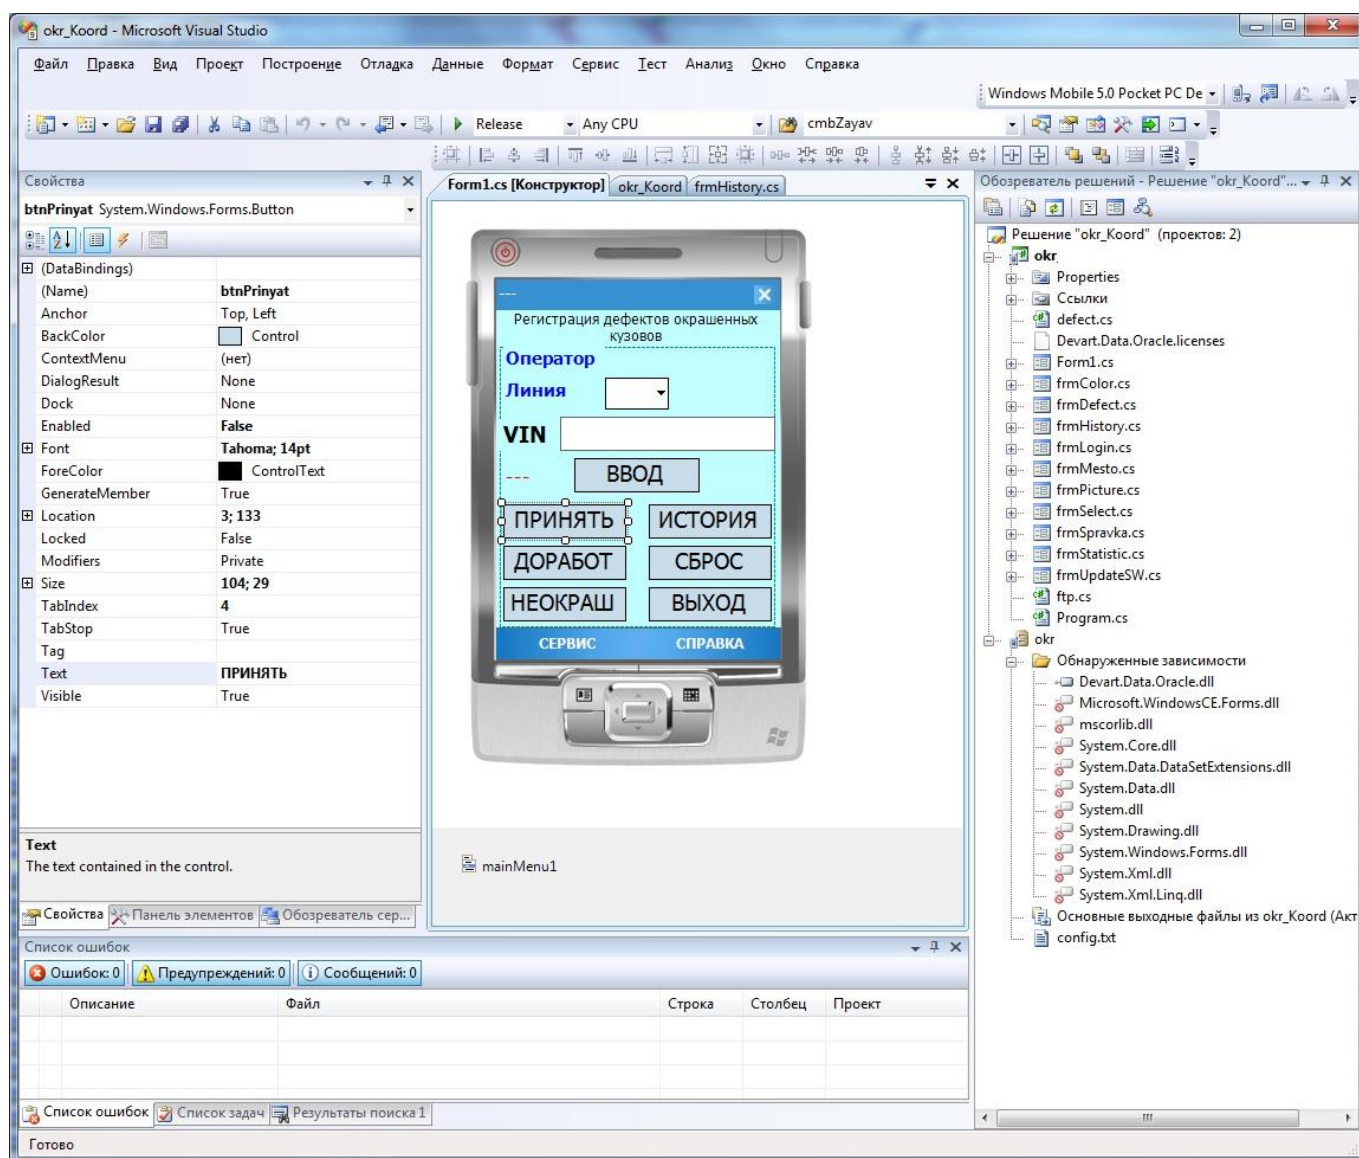 okr_Koord - Microsoft Visual Studio
Файл Правка Вид Проект Построение Отладка Данные Формат Сервис Тест Анализ Окно Справка
Windows Mobile 5.0 Pocket PC De
Release Any CPU cmbZayav
Свойства
btnPrinyat System.Windows.Forms.Button
(DataBindings)
(Name) btnPrinyat
Anchor Top, Left
BackColor Control
ContextMenu (нет)
DialogResult None
Dock None
Enabled False
Font Tahoma; 14pt
ForeColor ControlText
GenerateMember True
Location 3; 133
Locked False
Modifiers Private
Size 104; 29
TabIndex 4
TabStop True
Tag
Text ПРИНЯТЬ
Visible True
Text
The text contained in the control.
Свойства Панель элементов Обозреватель сер...
Form1.cs [Конструктор] okr_Koord frmHistory.cs
---
Регистрация дефектов окрашенных
кузовов
Оператор
Линия
VIN
--- ВВОД
ПРИНЯТЬ ИСТОРИЯ
ДОРАБОТ СБРОС
НЕОКРАШ ВЫХОД
СЕРВИС СПРАВКА
mainMenu1
Обозреватель решений - Решение "okr_Koord"...
Решение "okr_Koord" (проектов: 2)
okr
Properties
Ссылки
defect.cs
Devart.Data.Oracle.licenses
Form1.cs
frmColor.cs
frmDefect.cs
frmHistory.cs
frmLogin.cs
frmMesto.cs
frmPicture.cs
frmSelect.cs
frmSpravka.cs
frmStatistic.cs
frmUpdateSW.cs
ftp.cs
Program.cs
okr
Обнаруженные зависимости
Devart.Data.Oracle.dll
Microsoft.WindowsCE.Forms.dll
mscorlib.dll
System.Core.dll
System.Data.DataSetExtensions.dll
System.Data.dll
System.dll
System.Drawing.dll
System.Windows.Forms.dll
System.Xml.dll
System.Xml.Linq.dll
Основные выходные файлы из okr_Koord (Акт
config.txt
Список ошибок
Ошибок: 0 Предупреждений: 0 Сообщений: 0
Описание Файл Строка Столбец Проект
Список ошибок Список задач Результаты поиска 1
Готово